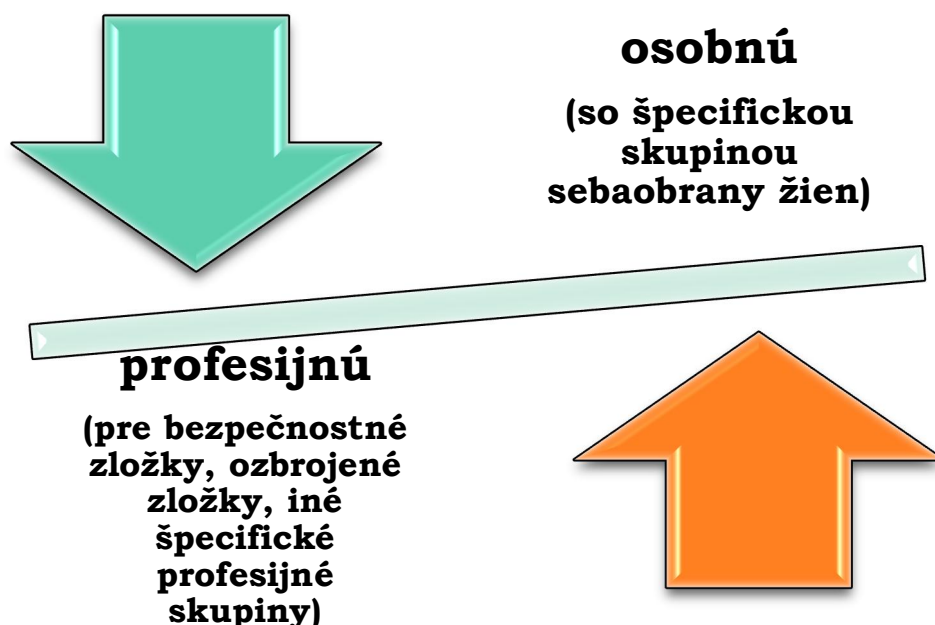 osobnú
(so špecifickou
skupinou
sebaobrany žien)
profesijnú
(pre bezpečnostné
zložky, ozbrojené
zložky, iné
špecifické
profesijné
skupiny)